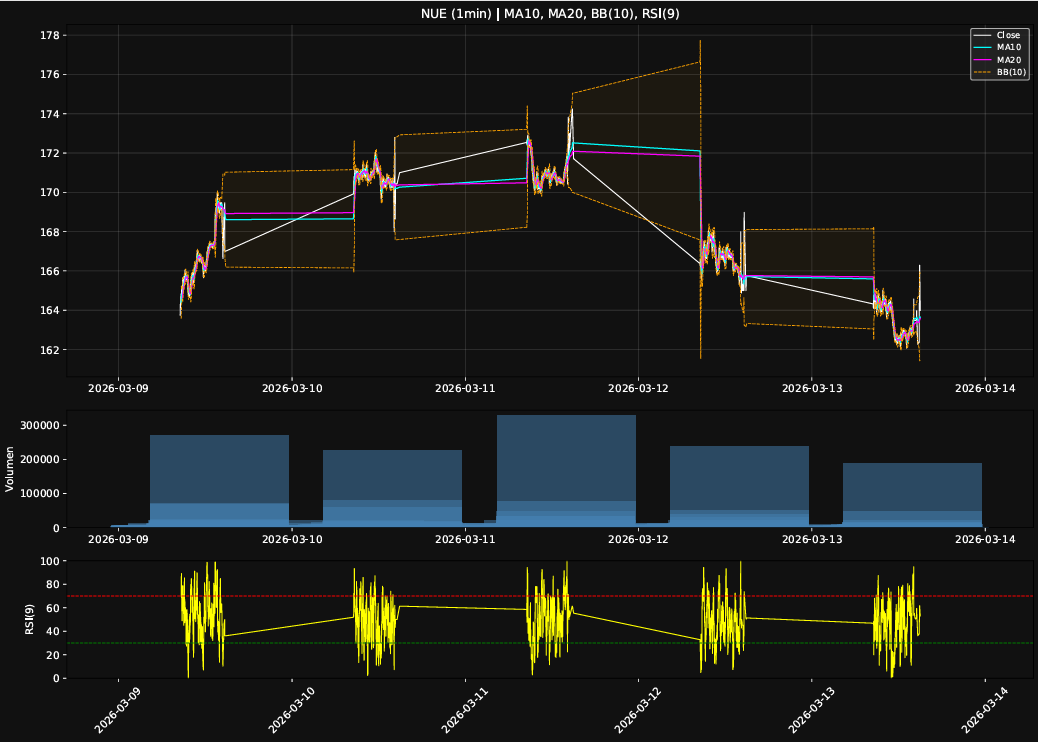 NUE (1min) | MA10, MA20, BB(10), RSI(9)
Close
MA10
MA20
BB(10)
178
176
174
172
170
168
166
164
162
2026-03-09 2026-03-10 2026-03-11 2026-03-12 2026-03-13 2026-03-14
Volumen
300000
200000
100000
0
2026-03-09 2026-03-10 2026-03-11 2026-03-12 2026-03-13 2026-03-14
RSI(9)
100
80
60
40
20
0
2026-03-09 2026-03-10 2026-03-11 2026-03-12 2026-03-13 2026-03-14